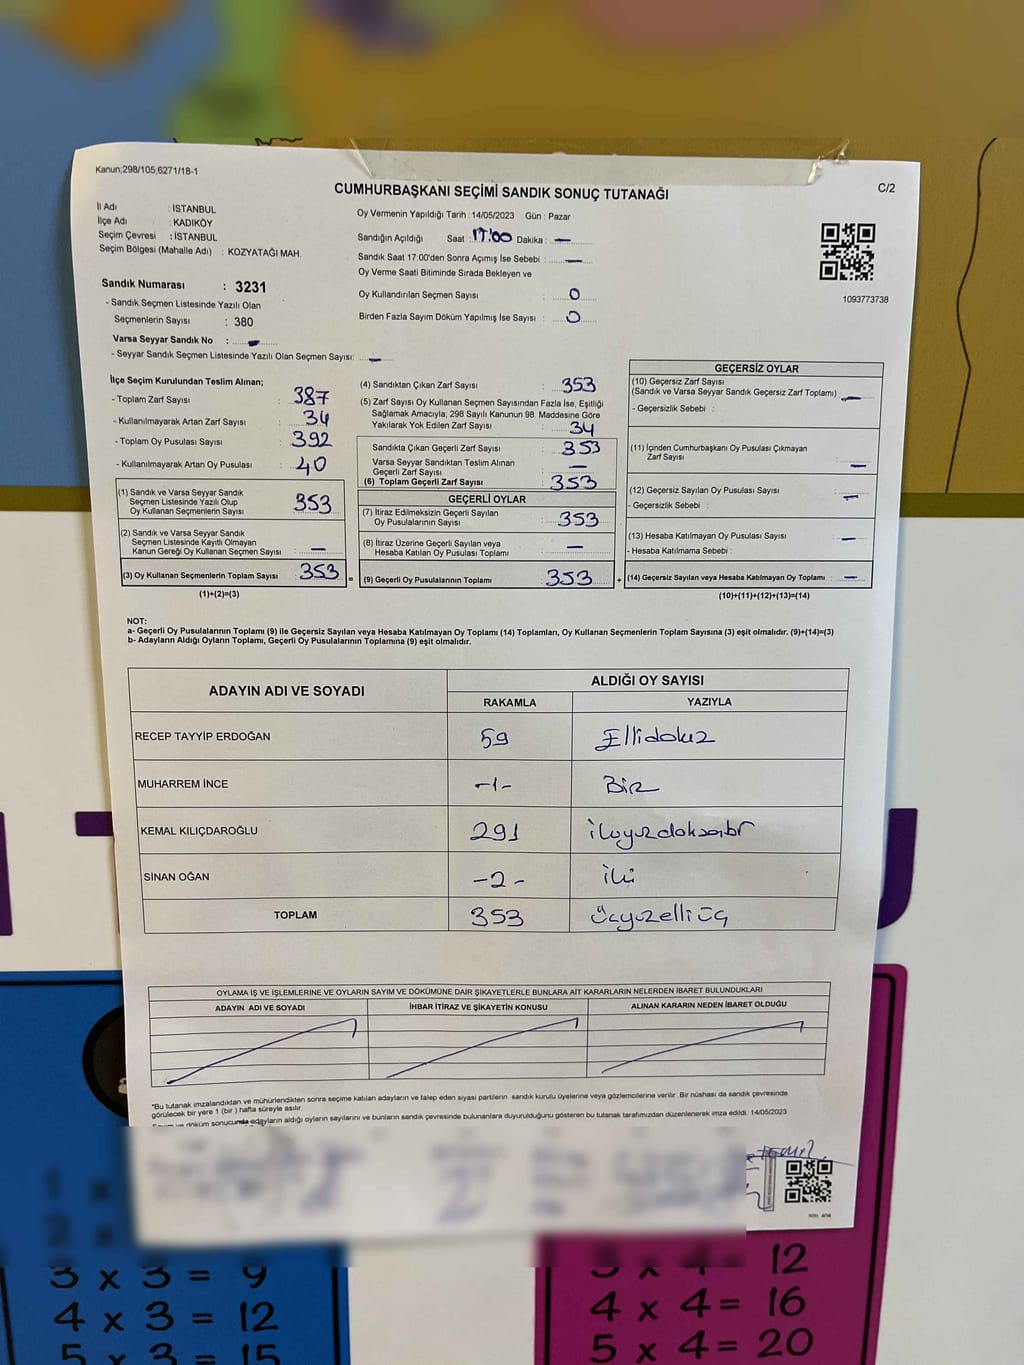 Kanun;298/105,6271/18-1
C/2
CUMHURBAŞKANI SEÇİMİ SANDIK SONUÇ TUTANAĞI
İl Adı : İSTANBUL
İlçe Adı : KADIKÖY
Seçim Çevresi : İSTANBUL
Seçim Bölgesi (Mahalle Adı) : KOZYATAĞI MAH.
Sandık Numarası : 3231
- Sandık Seçmen Listesinde Yazılı Olan
Seçmenlerin Sayısı : 380
Varsa Seyyar Sandık No : -
- Seyyar Sandık Seçmen Listesinde Yazılı Olan Seçmen Sayısı: -
Oy Vermenin Yapıldığı Tarih : 14/05/2023 Gün : Pazar
Sandığın Açıldığı Saat : 17:00 Dakika : -
Sandık Saat 17:00'den Sonra Açımış İse Sebebi : -
Oy Verme Saati Bitiminde Sırada Bekleyen ve
Oy Kullandırılan Seçmen Sayısı : 0
Birden Fazla Sayım Döküm Yapılmış İse Sayısı : 0
1093773738
İlçe Seçim Kurulundan Teslim Alınan;
- Toplam Zarf Sayısı : 387
- Kullanılmayarak Artan Zarf Sayısı : 34
- Toplam Oy Pusulası Sayısı : 392
- Kullanılmayarak Artan Oy Pusulası : 40
(1) Sandık ve Varsa Seyyar Sandık
Seçmen Listesinde Yazılı Olup
Oy Kullanan Seçmenlerin Sayısı : 353
(2) Sandık ve Varsa Seyyar Sandık
Seçmen Listesinde Kayıtlı Olmayan
Kanun Gereği Oy Kullanan Seçmen Sayısı : -
(3) Oy Kullanan Seçmenlerin Toplam Sayısı : 353
(1)+(2)=(3)
(4) Sandıktan Çıkan Zarf Sayısı : 353
(5) Zarf Sayısı Oy Kullanan Seçmen Sayısından Fazla İse, Eşitliği
Sağlamak Amacıyla; 298 Sayılı Kanunun 98. Maddesine Göre
Yakılarak Yok Edilen Zarf Sayısı : 34
Sandıkta Çıkan Geçerli Zarf Sayısı : 353
Varsa Seyyar Sandıktan Teslim Alınan
Geçerli Zarf Sayısı : -
(6) Toplam Geçerli Zarf Sayısı : 353
GEÇERLİ OYLAR
(7) İtiraz Edilmeksizin Geçerli Sayılan
Oy Pusulalarının Sayısı : 353
(8) İtiraz Üzerine Geçerli Sayılan veya
Hesaba Katılan Oy Pusulası Toplamı : -
= (9) Geçerli Oy Pusulalarının Toplamı : 353 +
GEÇERSİZ OYLAR
(10) Geçersiz Zarf Sayısı
(Sandık ve Varsa Seyyar Sandık Geçersiz Zarf Toplamı) : -
- Geçersizlik Sebebi :
(11) İçinden Cumhurbaşkanı Oy Pusulası Çıkmayan
Zarf Sayısı : -
(12) Geçersiz Sayılan Oy Pusulası Sayısı : -
- Geçersizlik Sebebi :
(13) Hesaba Katılmayan Oy Pusulası Sayısı : -
- Hesaba Katılmama Sebebi :
(14) Geçersiz Sayılan veya Hesaba Katılmayan Oy Toplamı : -
(10)+(11)+(12)+(13)=(14)
NOT:
a- Geçerli Oy Pusulalarının Toplamı (9) ile Geçersiz Sayılan veya Hesaba Katılmayan Oy Toplamı (14) Toplamları, Oy Kullanan Seçmenlerin Toplam Sayısına (3) eşit olmalıdır. (9)+(14)=(3)
b- Adayların Aldığı Oyların Toplamı, Geçerli Oy Pusulalarının Toplamına (9) eşit olmalıdır.
ADAYIN ADI VE SOYADI ALDIĞI OY SAYISI
RAKAMLA YAZIYLA
RECEP TAYYİP ERDOĞAN 59 Ellidokuz
MUHARREM İNCE -1- Bir
KEMAL KILIÇDAROĞLU 291 ikiyüzdoksanbir
SİNAN OĞAN -2- iki
TOPLAM 353 üçyüzelliüç
OYLAMA İŞ VE İŞLEMLERİNE VE OYLARIN SAYIM VE DÖKÜMÜNE DAİR ŞİKAYETLERLE BUNLARA AİT KARARLARIN NELERDEN İBARET BULUNDUKLARI
ADAYIN ADI VE SOYADI İHBAR İTİRAZ VE ŞİKAYETİN KONUSU ALINAN KARARIN NEDEN İBARET OLDUĞU
*Bu tutanak imzalandıktan ve mühürlendikten sonra seçime katılan adayların ve talep eden siyasi partilerin sandık kurulu üyelerine veya gözlemcilerine verilir. Bir nüshası da sandık çevresinde
görülecek bir yere 1 (bir) hafta süreyle asılır.
ve döküm sonucunda adayların aldığı oyların sayılarını ve bunların sandık çevresinde bulunanlara duyurulduğunu gösteren bu tutanak tarafımızdan düzenlenerek imza edildi. 14/05/2023
3 x 3 = 9
4 x 3 = 12
5 x 3 = 15
12
4 x 4 = 16
5 x 4 = 20